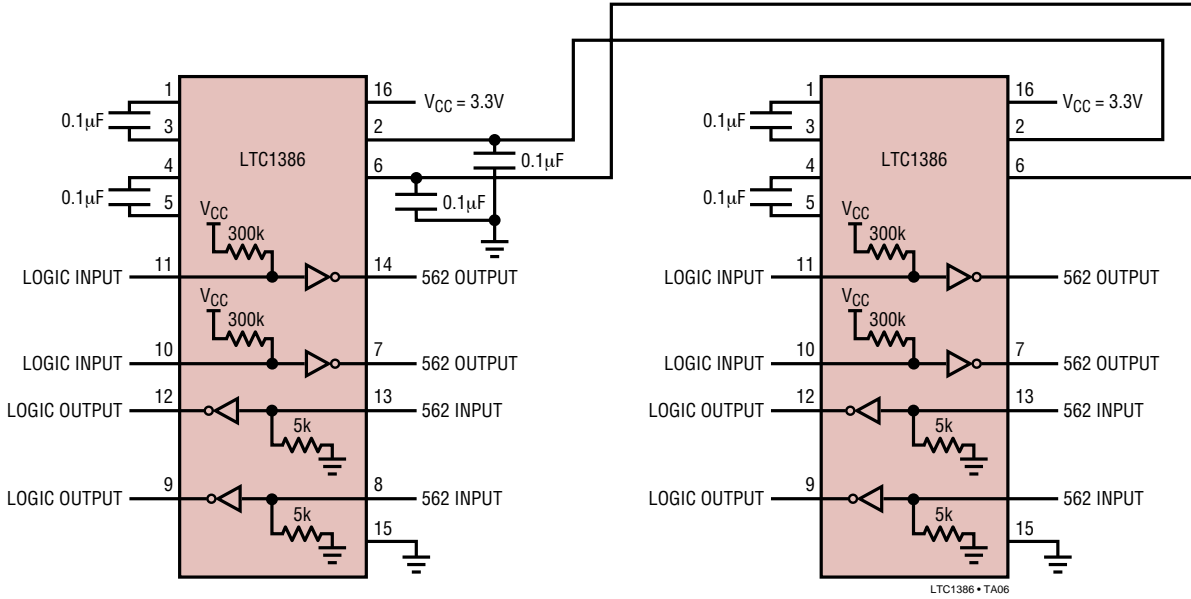 1
16
VCC = 3.3V
0.1µF
3
2
LTC1386
0.1µF
4
6
0.1µF
5
0.1µF
VCC
300k
LOGIC INPUT
11
14
562 OUTPUT
VCC
300k
LOGIC INPUT
10
7
562 OUTPUT
LOGIC OUTPUT
12
13
562 INPUT
5k
LOGIC OUTPUT
9
8
562 INPUT
5k
15
1
16
VCC = 3.3V
0.1µF
3
2
LTC1386
4
6
0.1µF
5
VCC
300k
LOGIC INPUT
11
562 OUTPUT
VCC
300k
LOGIC INPUT
10
7
562 OUTPUT
LOGIC OUTPUT
12
13
562 INPUT
5k
LOGIC OUTPUT
9
562 INPUT
5k
15
LTC1386 • TA06